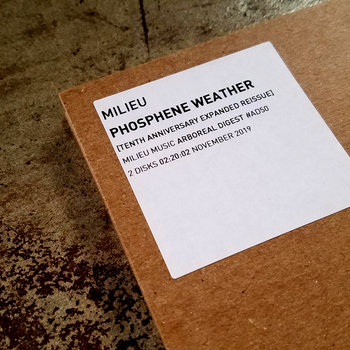 MILIEU
PHOSPHENE WEATHER
[TENTH ANNIVERSARY EXPANDED REISSUE]
MILIEU MUSIC ARBOREAL DIGEST #AD50
2 DISKS 02:20:02 NOVEMBER 2019